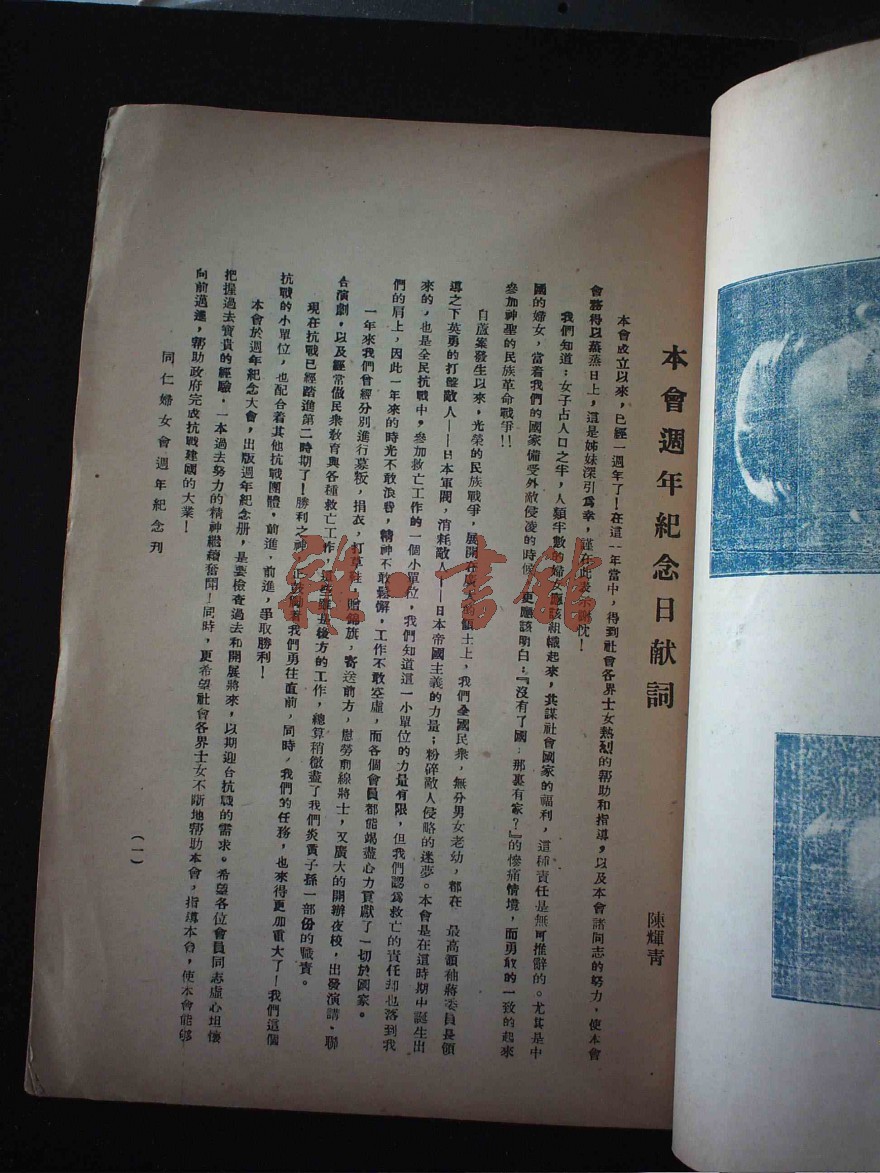 本會週年紀念日献詞
陳輝青
本會成立以來，已經一週年了！在這一年當中，得到社會各界士女熱烈的帮助和指導，以及本會諸同志的努力，使本會
會務得以蒸蒸日上，這是姊妹深引爲幸，謹在此表示謝忱！
我們知道：女子占人口之半，人類半數的婦女應該組織起來，共謀社會國家的福利，這種責任是無可推辭的。尤其是中
國的婦女，當着我們的國家備受外敵侵凌的時候，更應該明白：『沒有了國，那裏有家？』的慘痛情境，而勇敢的一致的起來
參加神聖的民族革命戰爭！！
自蘆案發生以來，光榮的民族戰爭，展開在廣大的領土上，我們全國民衆，無分男女老幼，都在　最高領袖蔣委員長領
導之下英勇的打擊敵人——日本軍閥，消耗敵人——日本帝國主義的力量；粉碎敵人侵略的迷夢。本會是在這時期中誕生出
來的，也是全民抗戰中，參加救亡工作的一個小單位，我們知道這一小單位的力量有限，但我們認爲救亡的責任却也落到我
們的肩上，因此一年來的時光不敢浪費，精神不敢鬆懈，工作不敢空虛，而各個會員都能竭盡心力貢獻了一切於國家。
一年來我們曾經分別進行募販，捐衣，打草鞋，贈錦旗，寄送前方，慰勞前線將士，又廣大的開辦夜校，出發演講、聯
合演劇，以及經常做民衆敎育與各種救亡工作，這些雖是後方的工作，總算稍微盡了我們炎黃子孫一部份的職責。
現在抗戰已經踏進第二時期了！勝利之神，正鼓勵着我們勇往直前，同時，我們的任務，也來得更加重大了！我們這個
抗戰的小單位，也配合着其他抗戰團體，前進，前進，爭取勝利！
本會於週年紀念大會，出版週年紀念册，是要檢查過去和開展將來，以期迎合抗戰的需求。希望各位會員同志虛心坦懷
把握過去寶貴的經驗，一本過去努力的精神繼續奮鬥！同時，更希望社會各界士女不斷地帮助本會，指導本會，使本會能够
向前邁進，帮助政府完成抗戰建國的大業！
同仁婦女會週年紀念刊
（一）
雜·書館